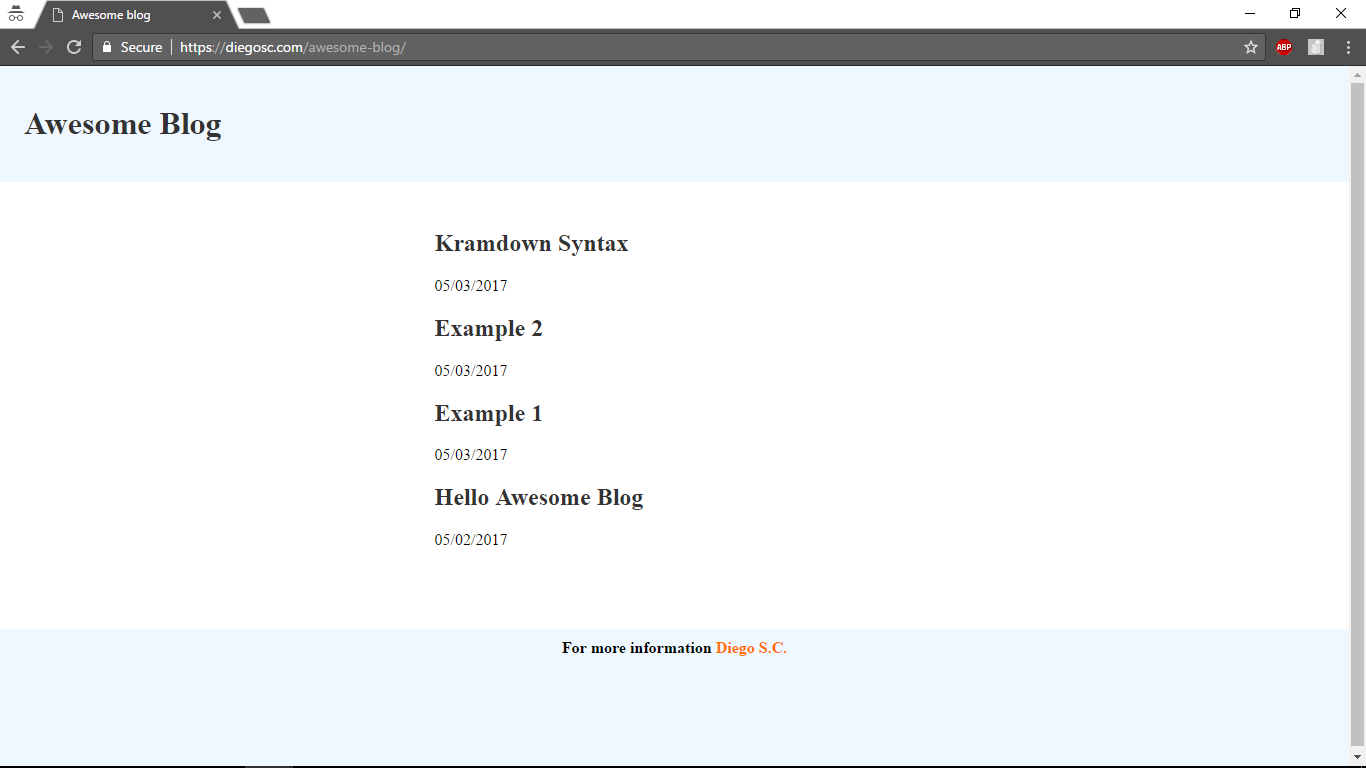 Awesome blog
Secure https://diegosc.com/awesome-blog/
ABP
Awesome Blog
Kramdown Syntax
05/03/2017
Example 2
05/03/2017
Example 1
05/03/2017
Hello Awesome Blog
05/02/2017
For more information Diego S.C.